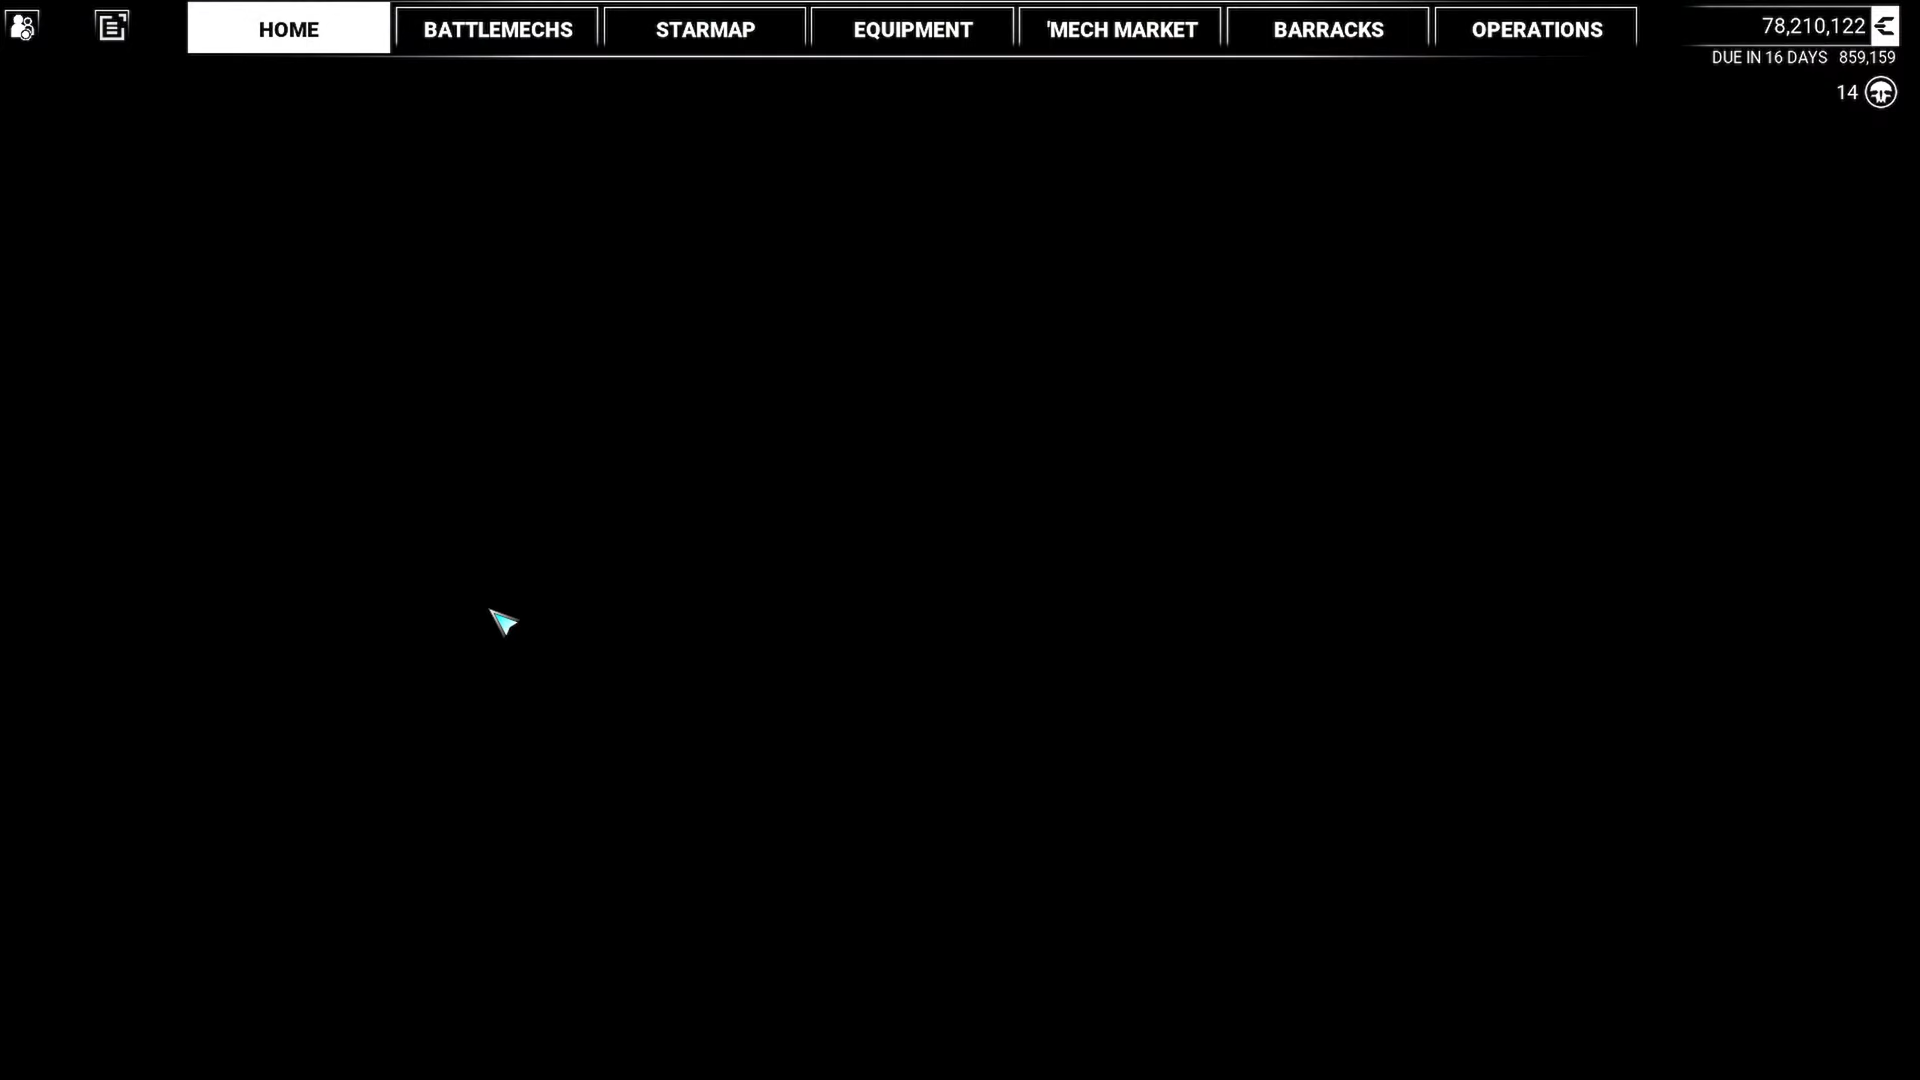 HOME
BATTLEMECHS
STARMAP
EQUIPMENT
'MECH MARKET
BARRACKS
OPERATIONS
78,210,122
DUE IN 16 DAYS 859,159
14